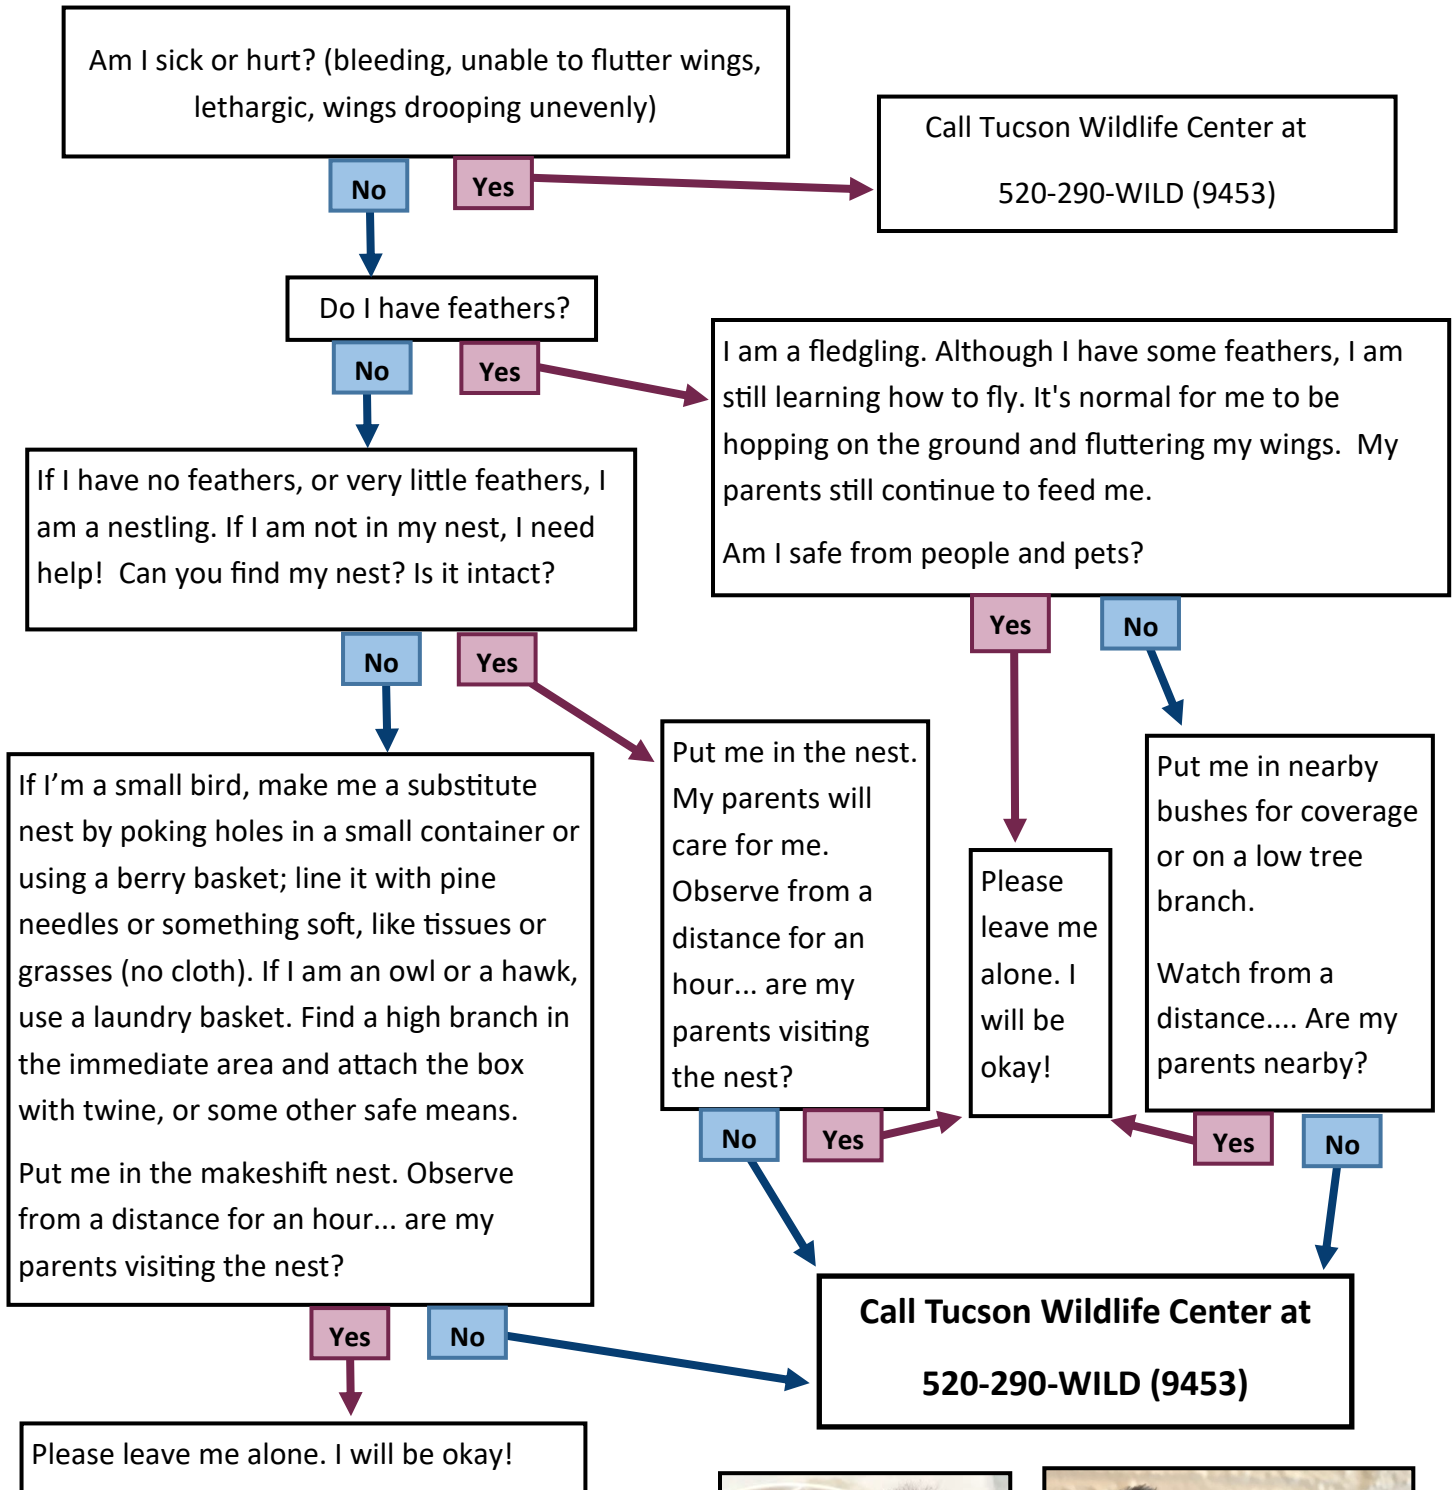 Am I sick or hurt? (bleeding, unable to flutter wings,
lethargic, wings drooping unevenly)
No
Yes
Call Tucson Wildlife Center at
520-290-WILD (9453)
Do I have feathers?
No
Yes
I am a fledgling. Although I have some feathers, I am
still learning how to fly. It's normal for me to be
hopping on the ground and fluttering my wings.  My
parents still continue to feed me.
Am I safe from people and pets?
If I have no feathers, or very little feathers, I
am a nestling. If I am not in my nest, I need
help!  Can you find my nest? Is it intact?
Yes
No
No
Yes
Put me in the nest.
My parents will
care for me.
Observe from a
distance for an
hour... are my
parents visiting
the nest?
Please
leave me
alone. I
will be
okay!
Put me in nearby
bushes for coverage
or on a low tree
branch.
Watch from a
distance.... Are my
parents nearby?
If I’m a small bird, make me a substitute
nest by poking holes in a small container or
using a berry basket; line it with pine
needles or something soft, like tissues or
grasses (no cloth). If I am an owl or a hawk,
use a laundry basket. Find a high branch in
the immediate area and attach the box
with twine, or some other safe means.
Put me in the makeshift nest. Observe
from a distance for an hour... are my
parents visiting the nest?
No
Yes
Yes
No
Call Tucson Wildlife Center at
520-290-WILD (9453)
Yes
No
Please leave me alone. I will be okay!